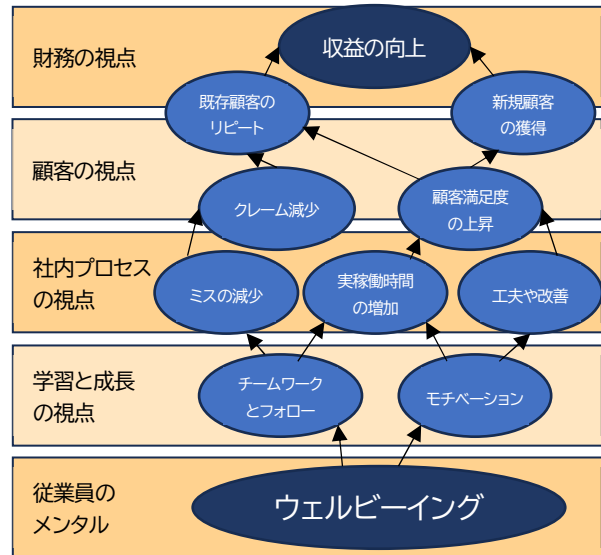 財務の視点
収益の向上
既存顧客の
リピート
新規顧客
の獲得
顧客の視点
クレーム減少
顧客満足度
の上昇
社内プロセス
の視点
ミスの減少
実稼働時間
の増加
工夫や改善
学習と成長
の視点
チームワーク
とフォロー
モチベーション
従業員の
メンタル
ウェルビーイング